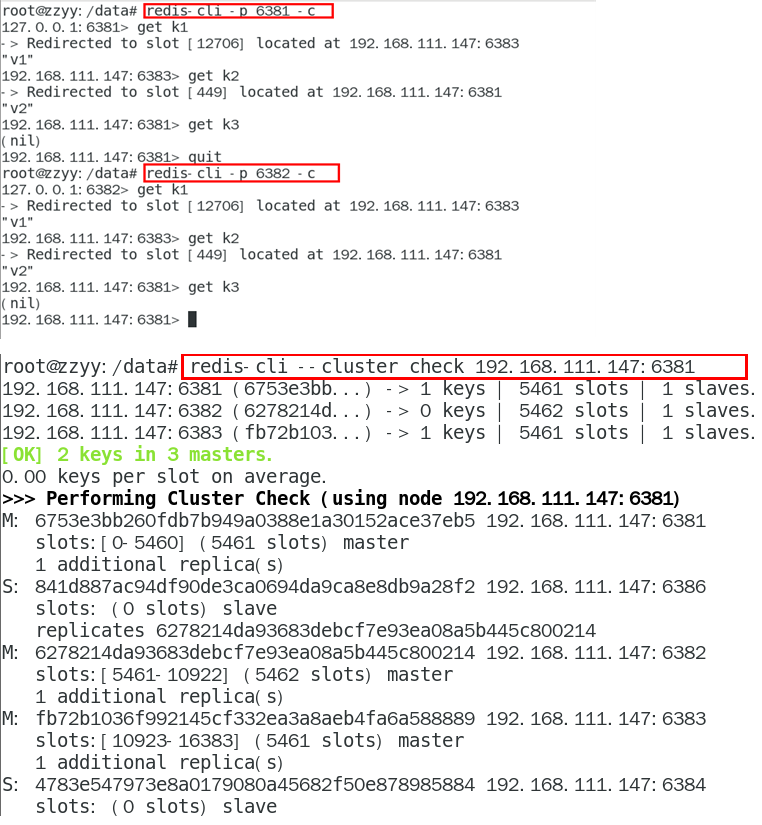 root@zzyy:/data# redis-cli -p 6381 -c
127.0.0.1:6381> get k1
-> Redirected to slot [12706] located at 192.168.111.147:6383
"v1"
192.168.111.147:6383> get k2
-> Redirected to slot [449] located at 192.168.111.147:6381
"v2"
192.168.111.147:6381> get k3
(nil)
192.168.111.147:6381> quit
root@zzyy:/data# redis-cli -p 6382 -c
127.0.0.1:6382> get k1
-> Redirected to slot [12706] located at 192.168.111.147:6383
"v1"
192.168.111.147:6383> get k2
-> Redirected to slot [449] located at 192.168.111.147:6381
"v2"
192.168.111.147:6381> get k3
(nil)
192.168.111.147:6381>
root@zzyy:/data# redis-cli --cluster check 192.168.111.147:6381
192.168.111.147:6381 (6753e3bb...) -> 1 keys | 5461 slots | 1 slaves.
192.168.111.147:6382 (6278214d...) -> 0 keys | 5462 slots | 1 slaves.
192.168.111.147:6383 (fb72b103...) -> 1 keys | 5461 slots | 1 slaves.
[OK] 2 keys in 3 masters.
0.00 keys per slot on average.
>>> Performing Cluster Check (using node 192.168.111.147:6381)
M: 6753e3bb260fdb7b949a0388e1a30152ace37eb5 192.168.111.147:6381
slots:[0-5460] (5461 slots) master
1 additional replica(s)
S: 841d887ac94df90de3ca0694da9ca8e8db9a28f2 192.168.111.147:6386
slots: (0 slots) slave
replicates 6278214da93683debcf7e93ea08a5b445c800214
M: 6278214da93683debcf7e93ea08a5b445c800214 192.168.111.147:6382
slots:[5461-10922] (5462 slots) master
1 additional replica(s)
M: fb72b1036f992145cf332ea3a8aeb4fa6a588889 192.168.111.147:6383
slots:[10923-16383] (5461 slots) master
1 additional replica(s)
S: 4783e547973e8a0179080a45682f50e878985884 192.168.111.147:6384
slots: (0 slots) slave